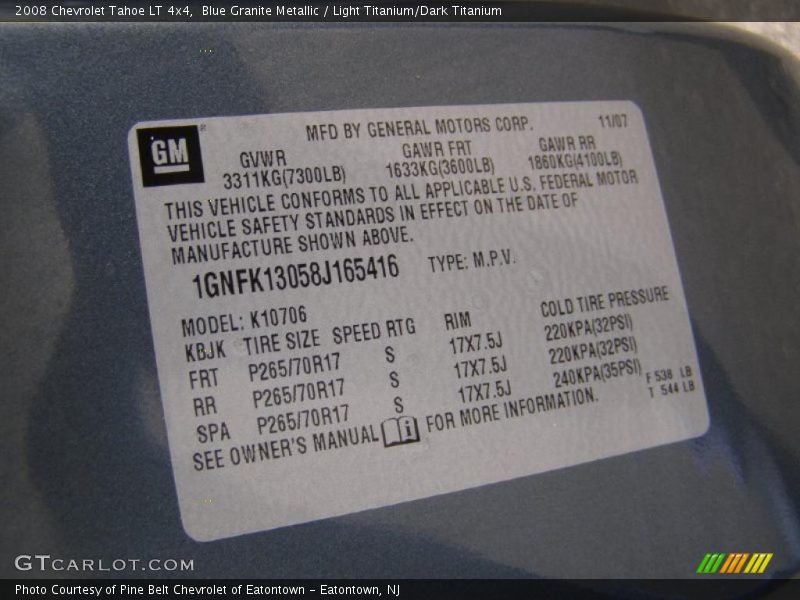 2008 Chevrolet Tahoe LT 4x4, Blue Granite Metallic / Light Titanium/Dark Titanium
GM
MFD BY GENERAL MOTORS CORP. 11/07
GVWR GAWR FRT GAWR RR
3311KG(7300LB) 1633KG(3600LB) 1860KG(4100LB)
THIS VEHICLE CONFORMS TO ALL APPLICABLE U.S. FEDERAL MOTOR
VEHICLE SAFETY STANDARDS IN EFFECT ON THE DATE OF
MANUFACTURE SHOWN ABOVE.
1GNFK13058J165416 TYPE: M.P.V.
MODEL: K10706
KBJK TIRE SIZE SPEED RTG RIM COLD TIRE PRESSURE
FRT P265/70R17 S 17X7.5J 220KPA(32PSI)
RR P265/70R17 S 17X7.5J 220KPA(32PSI)
SPA P265/70R17 S 17X7.5J 240KPA(35PSI)
F 538 LB
T 544 LB
SEE OWNER'S MANUAL i FOR MORE INFORMATION.
GTCARLOT.COM
Photo Courtesy of Pine Belt Chevrolet of Eatontown – Eatontown, NJ